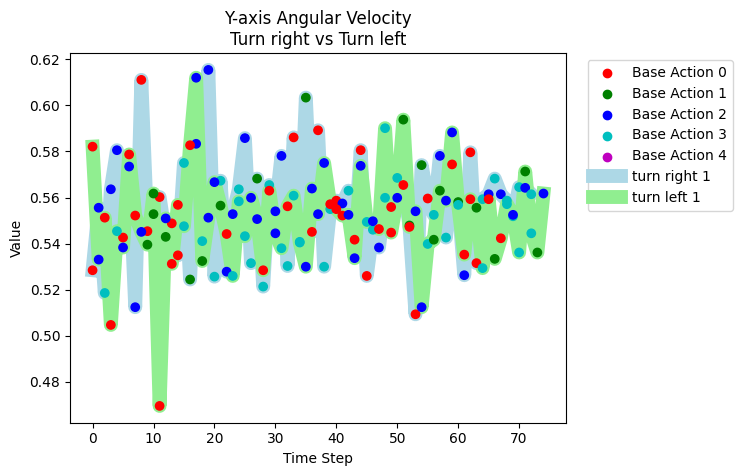 Y-axis Angular Velocity
Turn right vs Turn left
0.62
0.60
0.58
0.56
0.54
0.52
0.50
0.48
Value
0 10 20 30 40 50 60 70
Time Step
Base Action 0
Base Action 1
Base Action 2
Base Action 3
Base Action 4
turn right 1
turn left 1